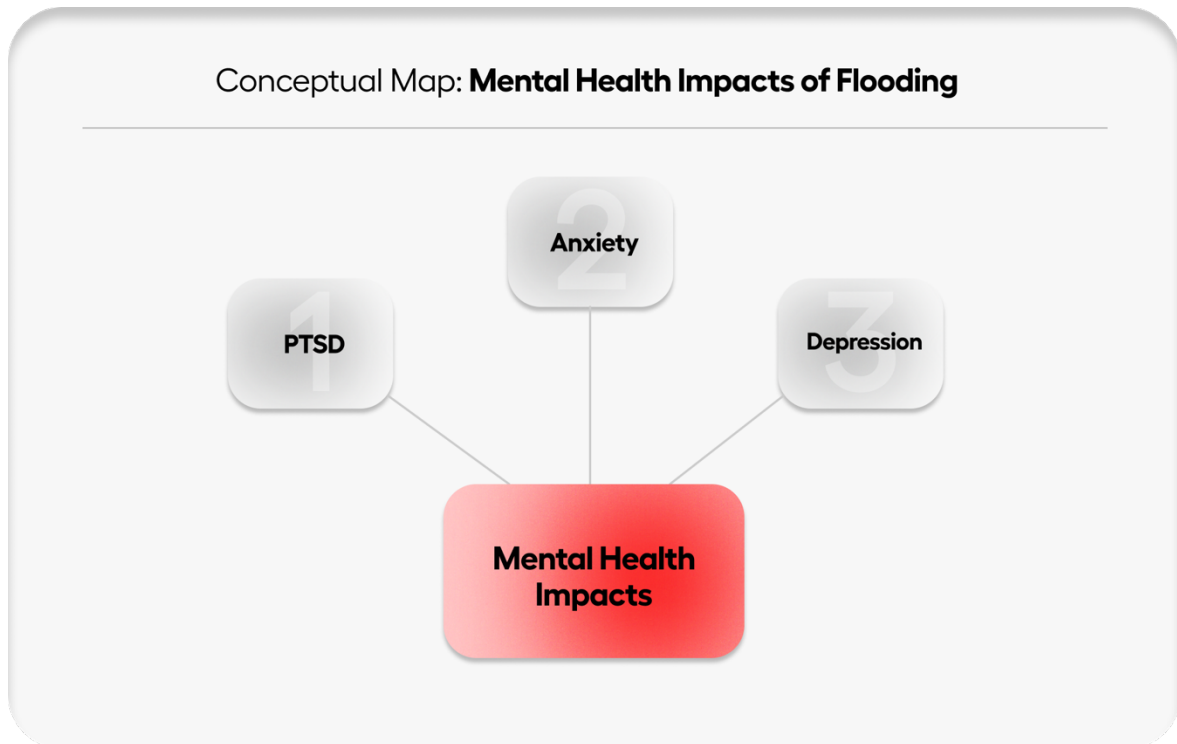 Conceptual Map: Mental Health Impacts of Flooding
2
Anxiety
1
PTSD
3
Depression
Mental Health
Impacts